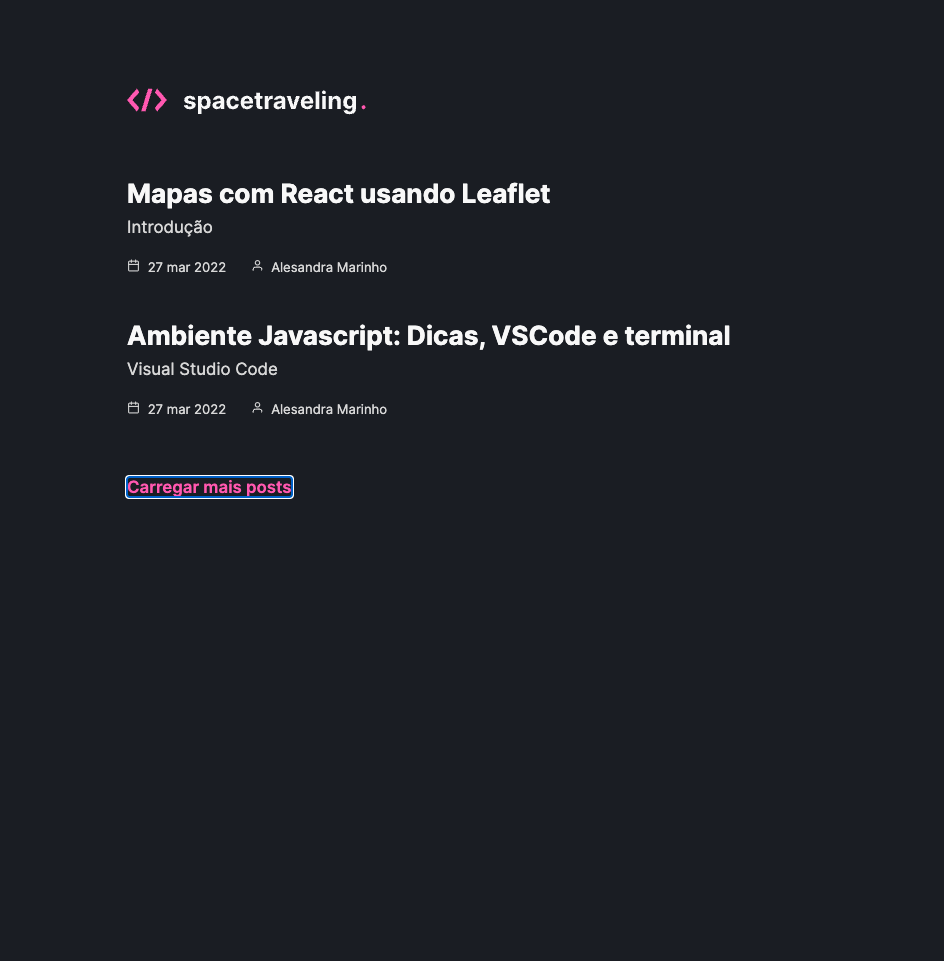 </> spacetraveling.
Mapas com React usando Leaflet
Introdução
27 mar 2022 Alesandra Marinho
Ambiente Javascript: Dicas, VSCode e terminal
Visual Studio Code
27 mar 2022 Alesandra Marinho
Carregar mais posts